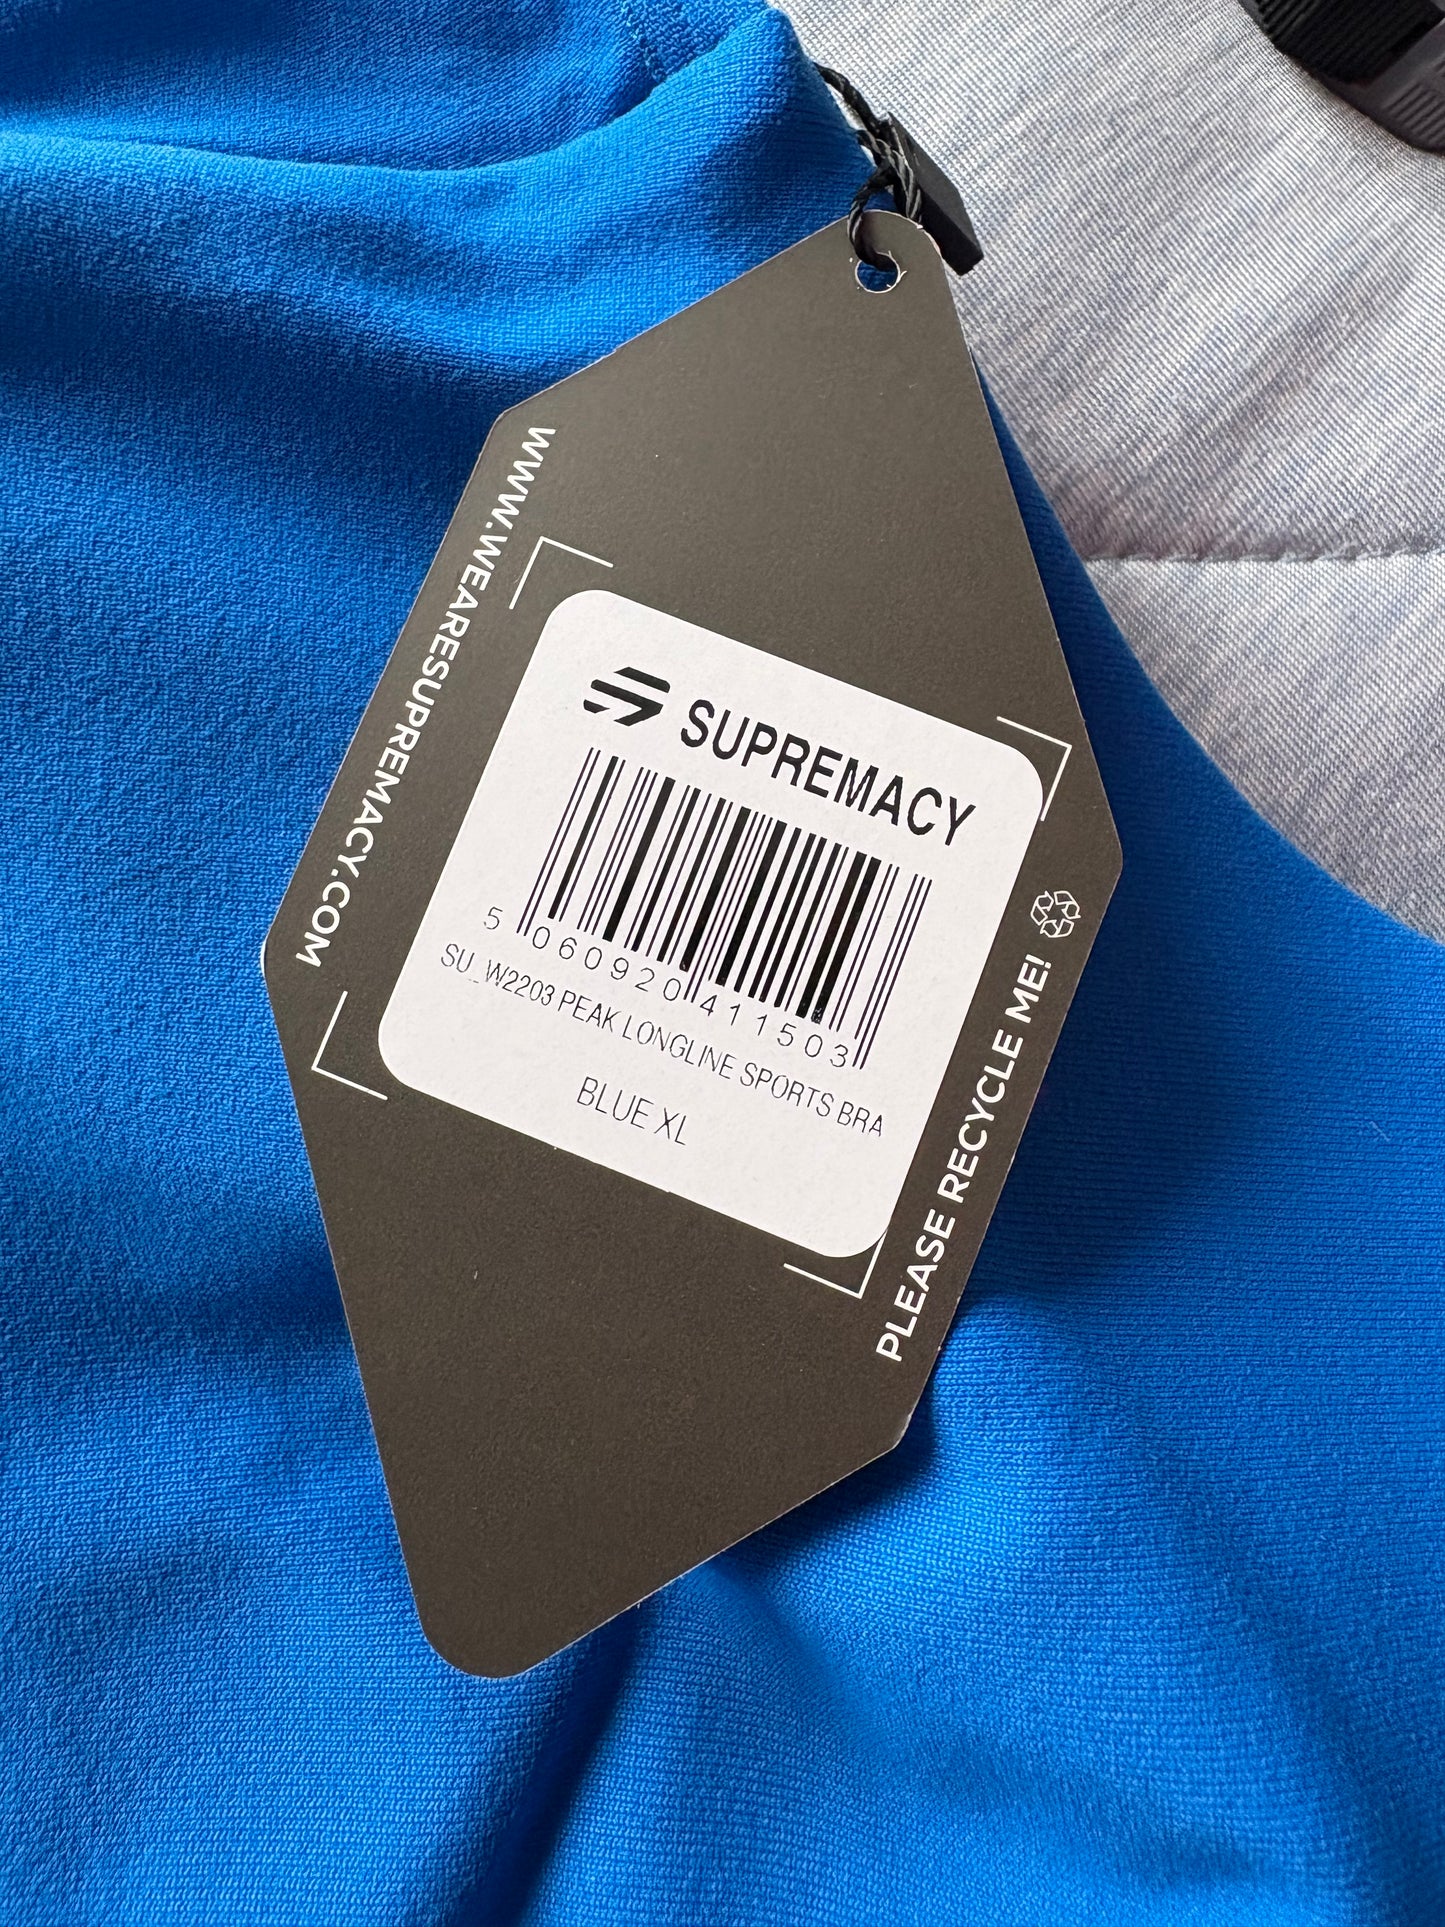 WWW.WEARESUPREMACY.COM
SUPREMACY
5 060920 411503
SU_W2203 PEAK LONGLINE SPORTS BRA
BLUE XL
PLEASE RECYCLE ME!